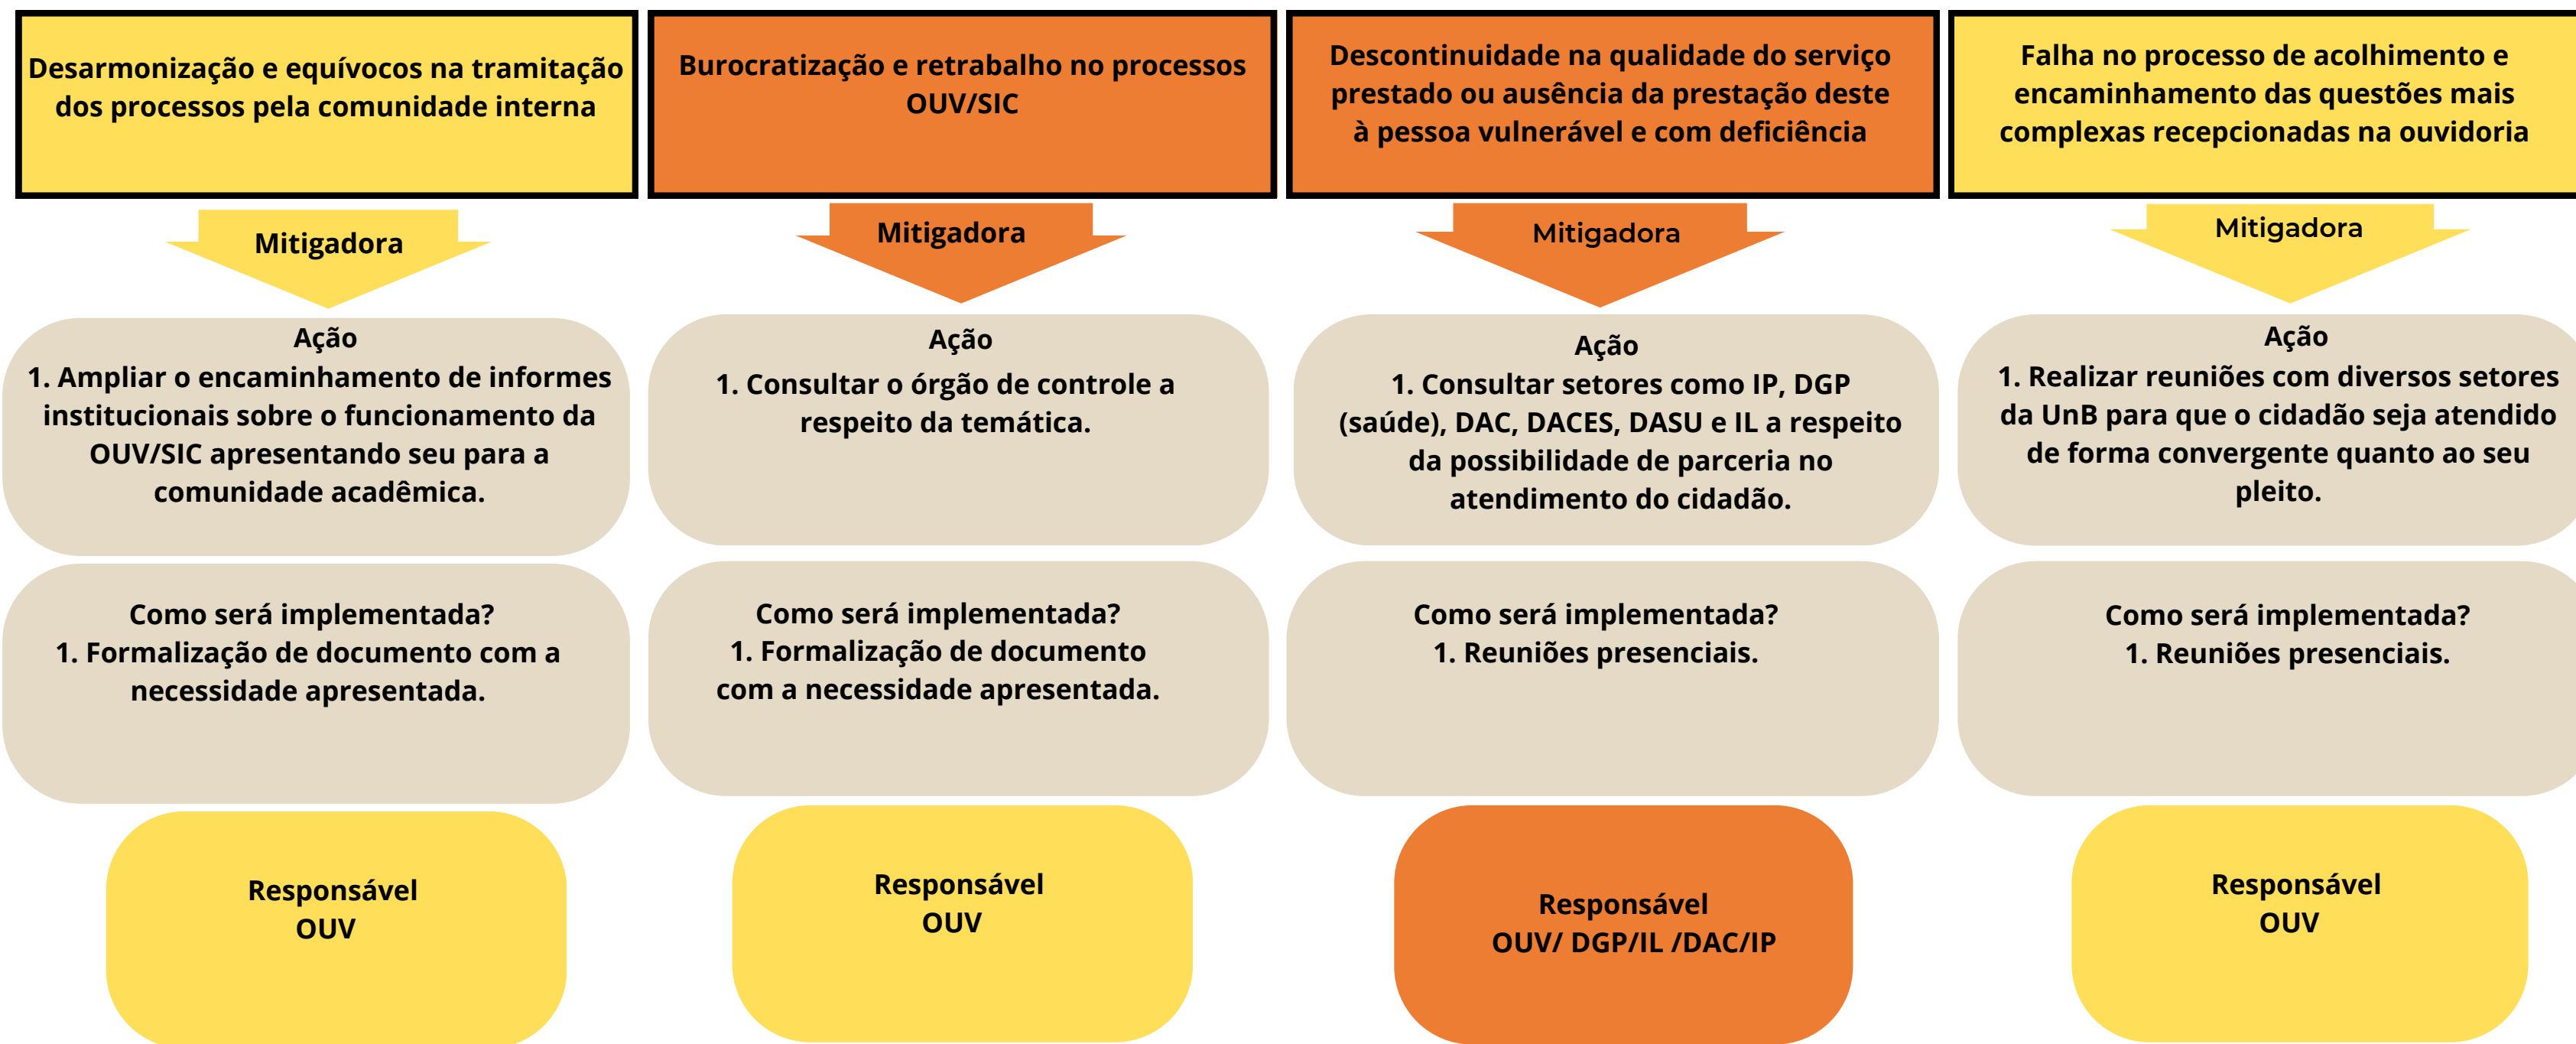 Desarmonização e equívocos na tramitação
dos processos pela comunidade interna
Mitigadora
Ação
1. Ampliar o encaminhamento de informes
institucionais sobre o funcionamento da
OUV/SIC apresentando seu para a
comunidade acadêmica.
Como será implementada?
1. Formalização de documento com a
necessidade apresentada.
Responsável
OUV
Burocratização e retrabalho no processos
OUV/SIC
Mitigadora
Ação
1. Consultar o órgão de controle a
respeito da temática.
Como será implementada?
1. Formalização de documento
com a necessidade apresentada.
Responsável
OUV
Descontinuidade na qualidade do serviço
prestado ou ausência da prestação deste
à pessoa vulnerável e com deficiência
Mitigadora
Ação
1. Consultar setores como IP, DGP
(saúde), DAC, DACES, DASU e IL a respeito
da possibilidade de parceria no
atendimento do cidadão.
Como será implementada?
1. Reuniões presenciais.
Responsável
OUV/ DGP/IL /DAC/IP
Falha no processo de acolhimento e
encaminhamento das questões mais
complexas recepcionadas na ouvidoria
Mitigadora
Ação
1. Realizar reuniões com diversos setores
da UnB para que o cidadão seja atendido
de forma convergente quanto ao seu
pleito.
Como será implementada?
1. Reuniões presenciais.
Responsável
OUV